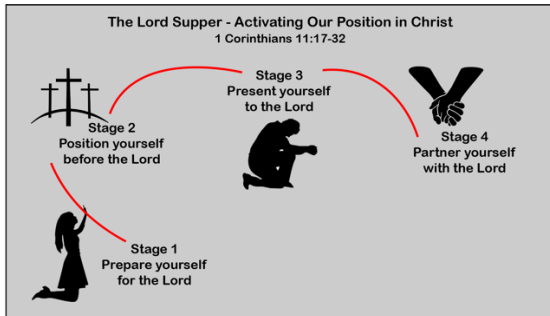 The Lord Supper - Activating Our Position in Christ
1 Corinthians 11:17-32
Stage 1
Prepare yourself
for the Lord
Stage 2
Position yourself
before the Lord
Stage 3
Present yourself
to the Lord
Stage 4
Partner yourself
with the Lord